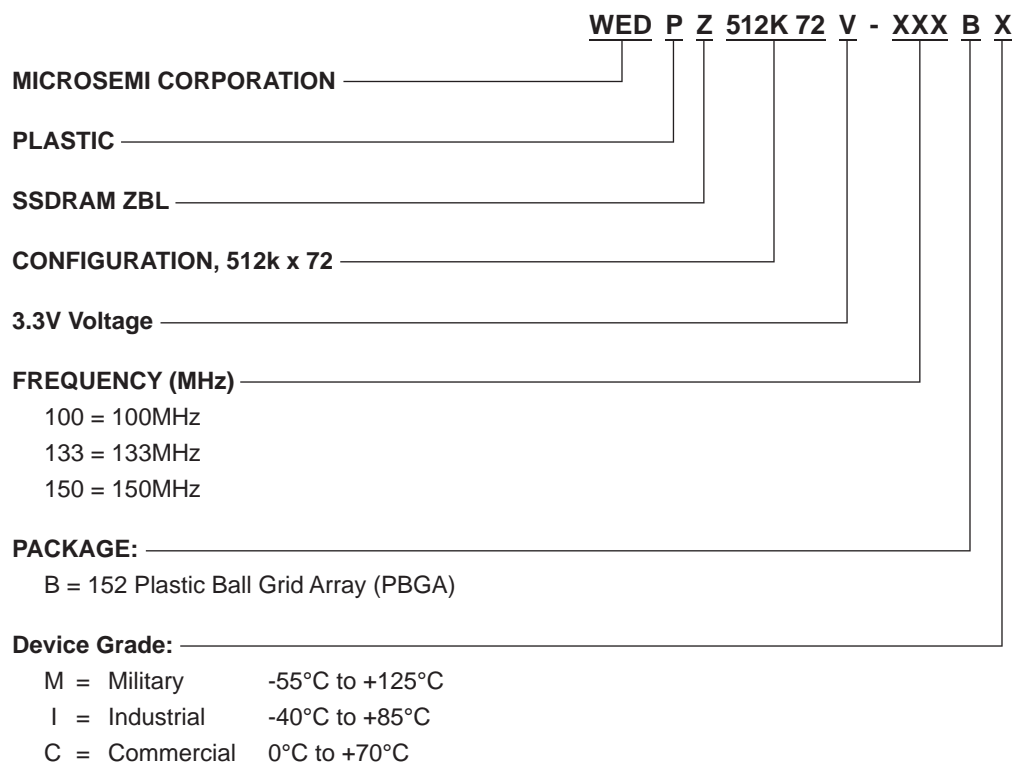 WED P Z 512K 72 V - XXX B X
MICROSEMI CORPORATION
PLASTIC
SSDRAM ZBL
CONFIGURATION, 512k x 72
3.3V Voltage
FREQUENCY (MHz)
100 = 100MHz
133 = 133MHz
150 = 150MHz
PACKAGE:
B = 152 Plastic Ball Grid Array (PBGA)
Device Grade:
M = Military -55°C to +125°C
I = Industrial -40°C to +85°C
C = Commercial 0°C to +70°C